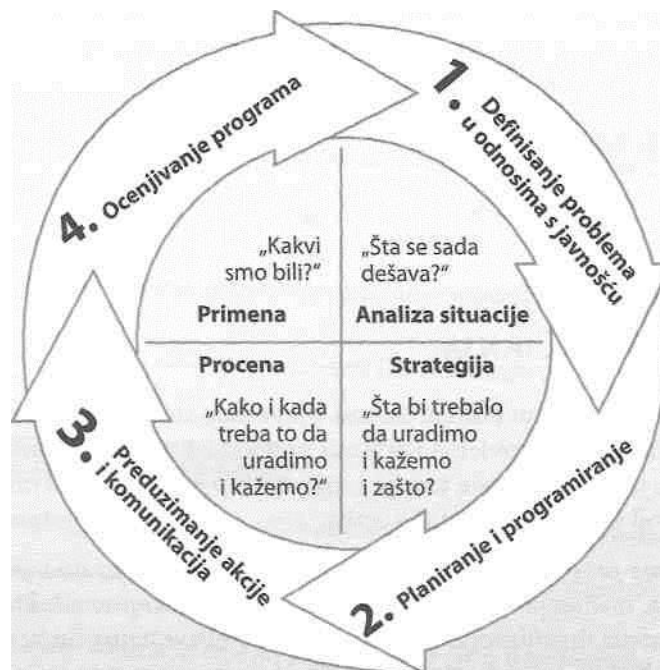 1. Definisanje problema
u odnosima s javnošću
2. Planiranje i programiranje
3. Preduzimanje akcije
i komunikacija
4. Ocenjivanje programa
„Kakvi
smo bili?“
Primena
„Šta se sada
dešava?“
Analiza situacije
Procena
„Kako i kada
treba to da
uradimo
i kažemo?“
Strategija
„Šta bi trebalo
da uradimo
i kažemo
i zašto?